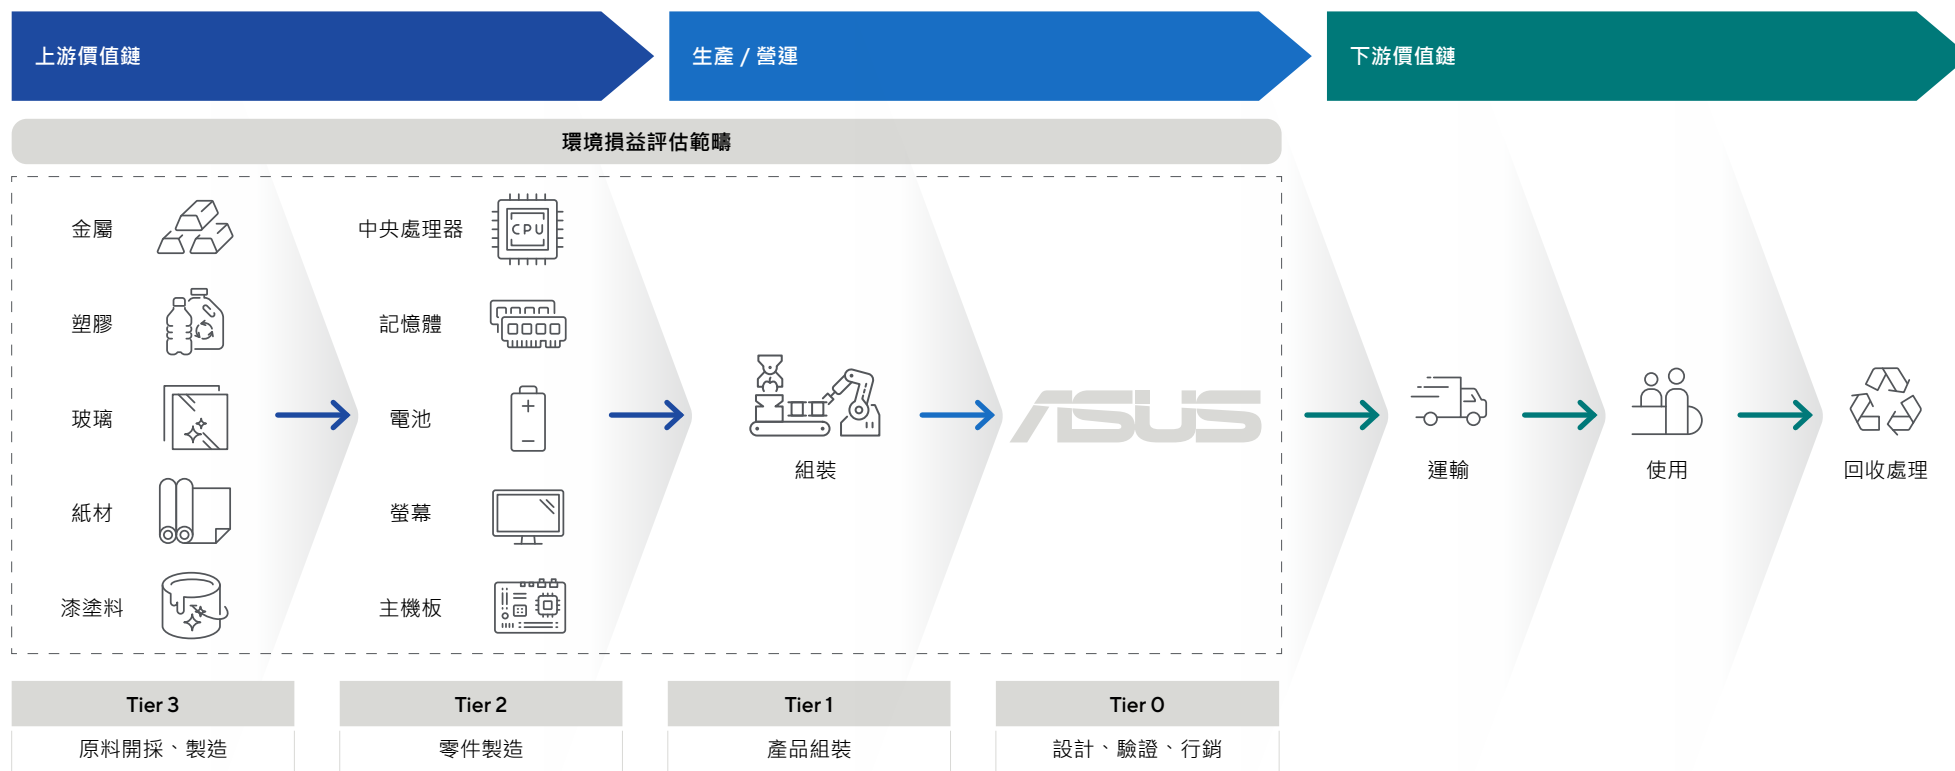 上游價值鏈
生產 / 營運
下游價值鏈
環境損益評估範疇
金屬
塑膠
玻璃
紙材
漆塗料
中央處理器
CPU
記憶體
電池
螢幕
主機板
組裝
ASUS
運輸
使用
回收處理
Tier 3
原料開採、製造
Tier 2
零件製造
Tier 1
產品組裝
Tier 0
設計、驗證、行銷